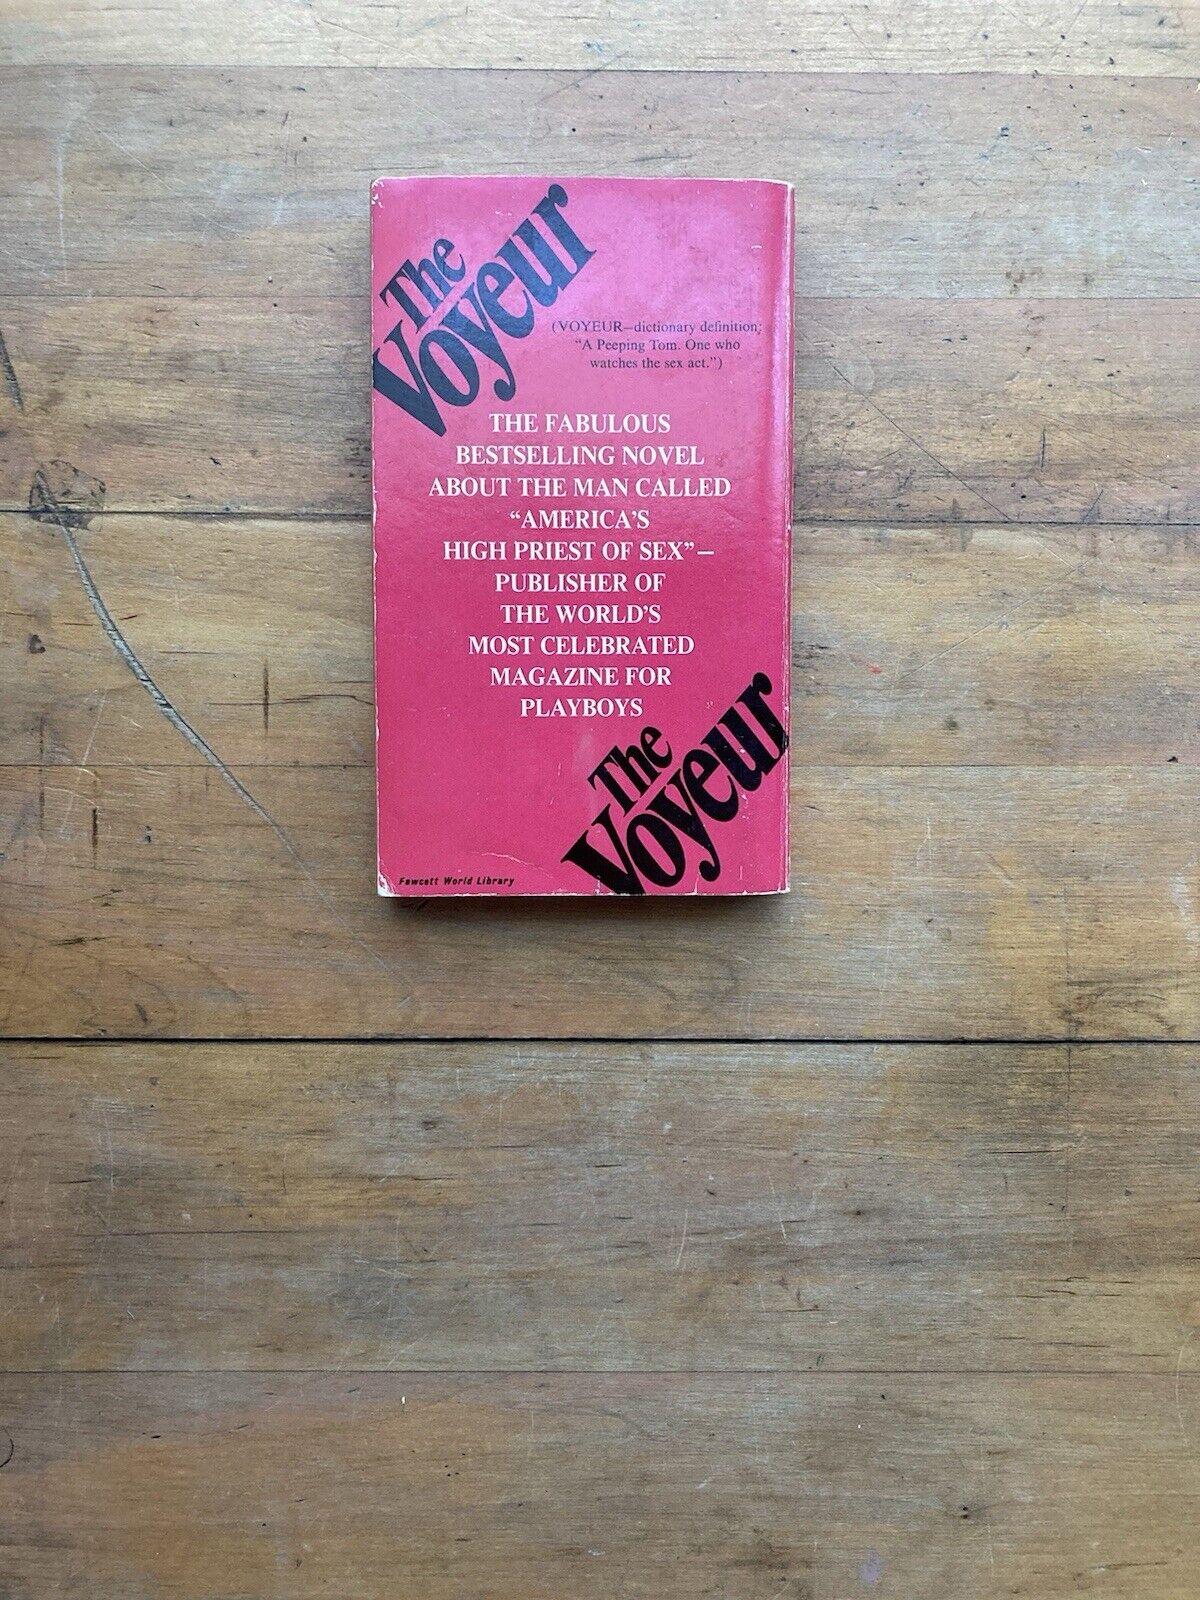 The
Voyeur
(VOYEUR—dictionary definition:
"A Peeping Tom. One who
watches the sex act.")
THE FABULOUS
BESTSELLING NOVEL
ABOUT THE MAN CALLED
"AMERICA'S
HIGH PRIEST OF SEX"—
PUBLISHER OF
THE WORLD'S
MOST CELEBRATED
MAGAZINE FOR
PLAYBOYS
The
Voyeur
Fawcett World Library